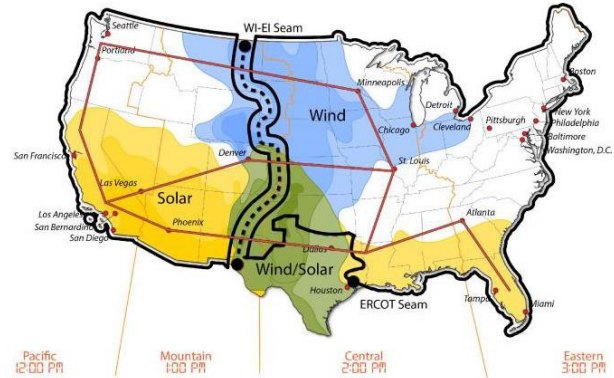 WI-EI Seam
Seattle
Portland
Minneapolis
Boston
Wind
Detroit
New York
Pittsburgh
Philadelphia
Chicago
Cleveland
Baltimore
Washington, D.C.
San Francisco
Denver
St. Louis
Las Vegas
Solar
Los Angeles
Phoenix
Atlanta
San Bernardino
San Diego
Dallas
Wind/Solar
Houston
Tampa
Miami
ERCOT Seam
Pacific
Mountain
Central
Eastern
12:00 PM
1:00 PM
2:00 PM
3:00 PM